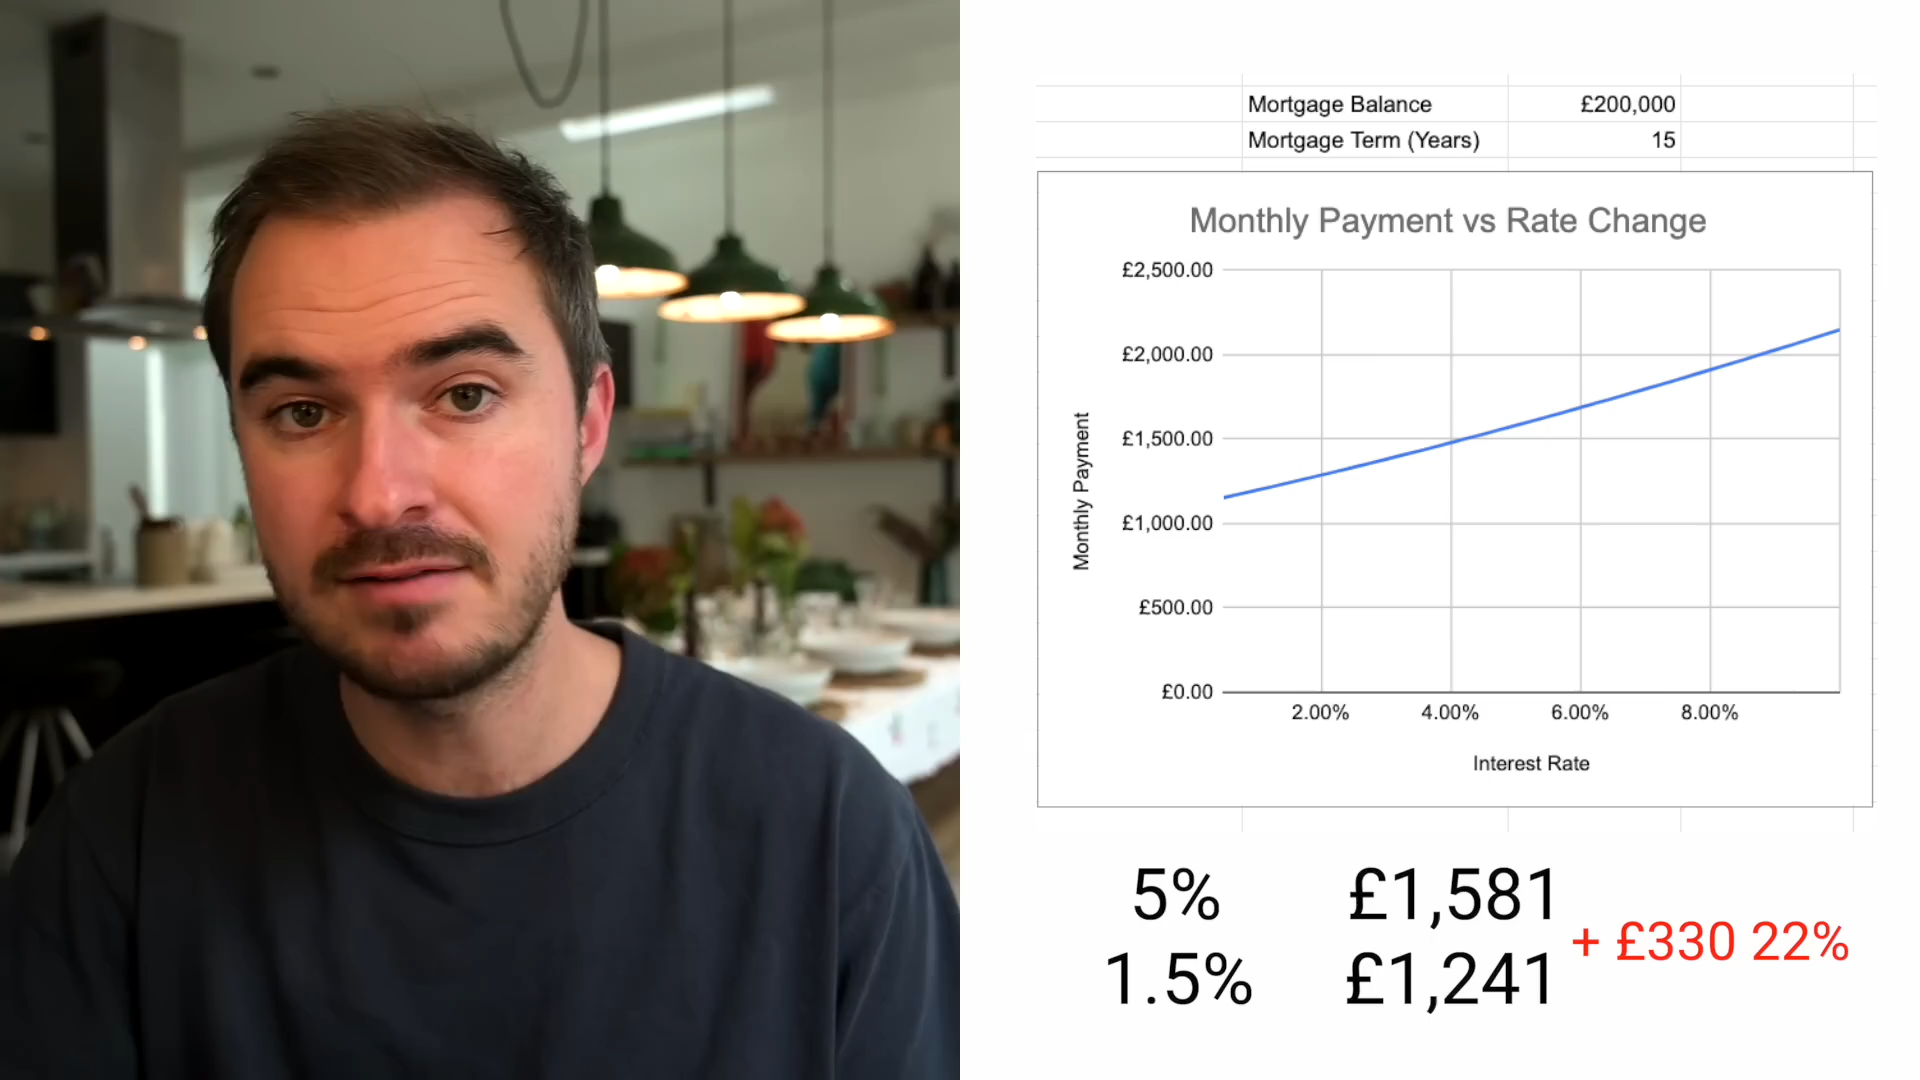 Mortgage Balance £200,000
Mortgage Term (Years) 15
Monthly Payment vs Rate Change
£2,500.00
£2,000.00
£1,500.00
£1,000.00
£500.00
£0.00
Monthly Payment
2.00% 4.00% 6.00% 8.00%
Interest Rate
5% £1,581
+ £330 22%
1.5% £1,241